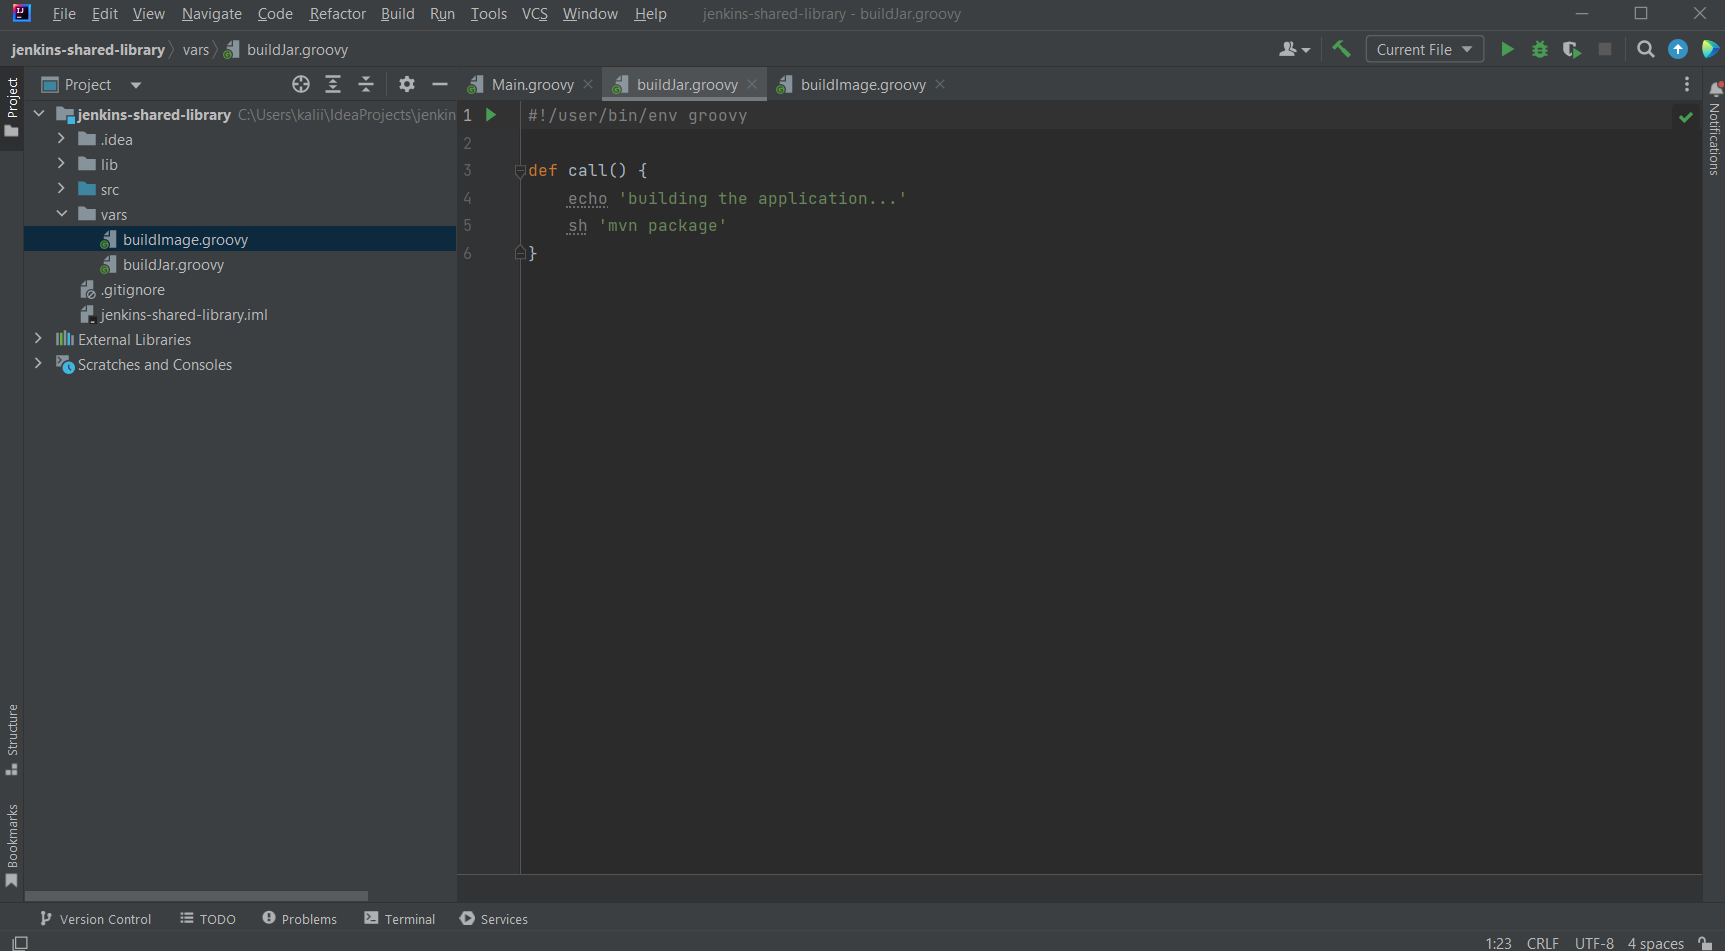 File Edit View Navigate Code Refactor Build Run Tools VCS Window Help jenkins-shared-library - buildJar.groovy
jenkins-shared-library vars buildJar.groovy
Current File
Project
Main.groovy buildJar.groovy buildImage.groovy
Project
jenkins-shared-library C:\Users\kalii\IdeaProjects\jenkin
.idea
lib
src
vars
buildImage.groovy
buildJar.groovy
.gitignore
jenkins-shared-library.iml
External Libraries
Scratches and Consoles
1 #!/user/bin/env groovy
2
3 def call() {
4 echo 'building the application...'
5 sh 'mvn package'
6 }
Notifications
Structure
Bookmarks
Version Control TODO Problems Terminal Services
1:23 CRLF UTF-8 4 spaces